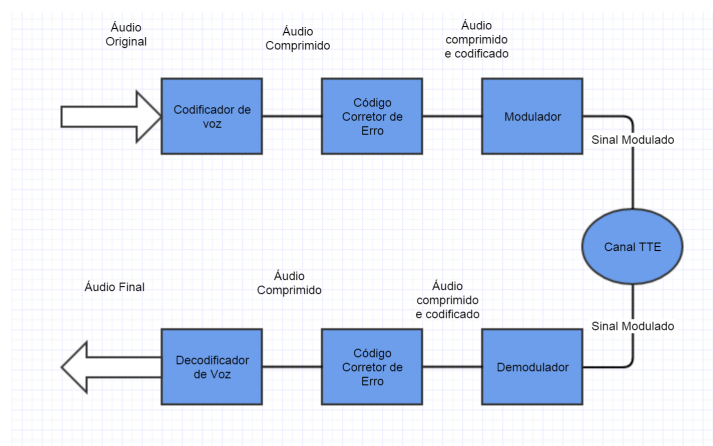 Áudio
Original
Áudio
Comprimido
Áudio
comprimido
e codificado
Codificador de
voz
Código
Corretor de
Erro
Modulador
Sinal Modulado
Canal TTE
Sinal Modulado
Áudio Final
Áudio
Comprimido
Áudio
comprimido
e codificado
Decodificador
de Voz
Código
Corretor de
Erro
Demodulador